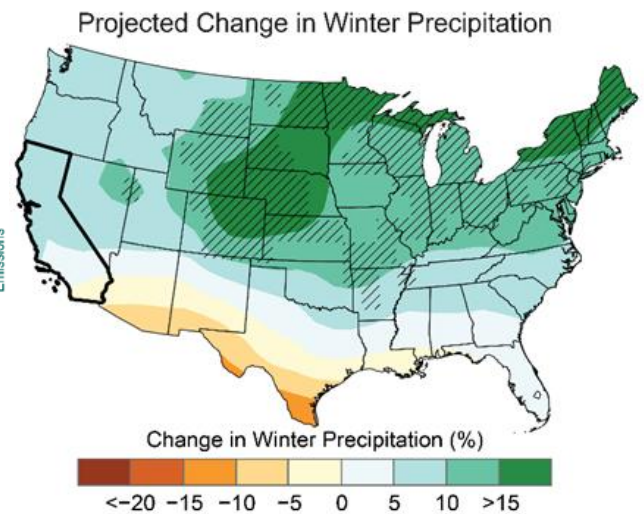 Projected Change in Winter Precipitation
Emissions
Change in Winter Precipitation (%)
<−20 −15 −10 −5 0 5 10 >15